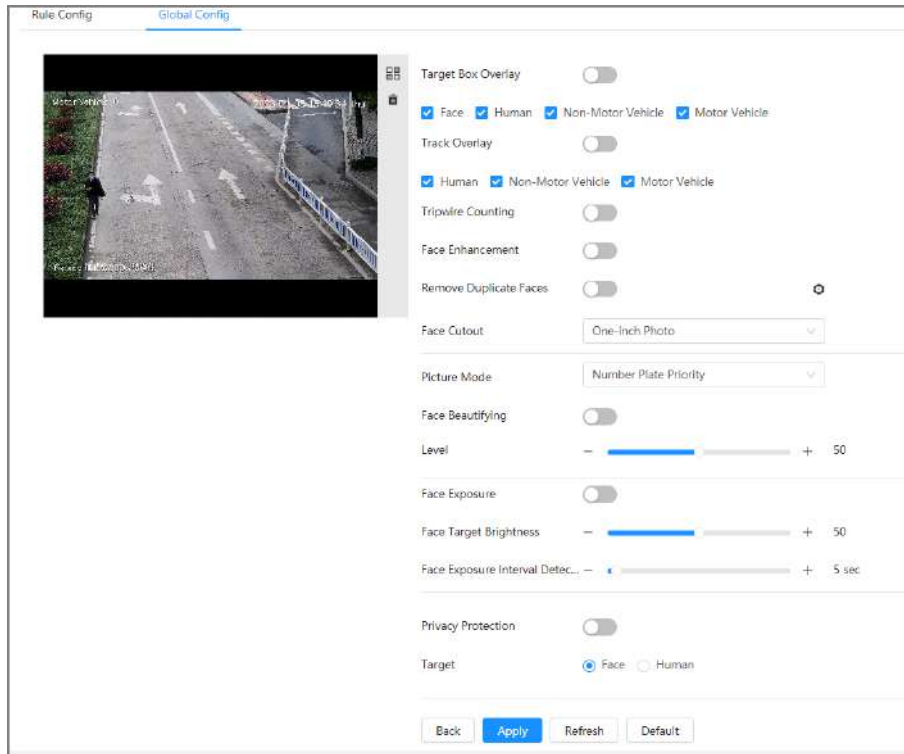 Rule Config Global Config
Motor Vehicle: 0
Target Box Overlay
Face Human Non-Motor Vehicle Motor Vehicle
Track Overlay
Human Non-Motor Vehicle Motor Vehicle
Tripwire Counting
Face Enhancement
Remove Duplicate Faces
Face Cutout One-Inch Photo
Picture Mode Number Plate Priority
Face Beautifying
Level − + 50
Face Exposure
Face Target Brightness − + 50
Face Exposure Interval Detec... − + 5 sec
Privacy Protection
Target Face Human
Back Apply Refresh Default